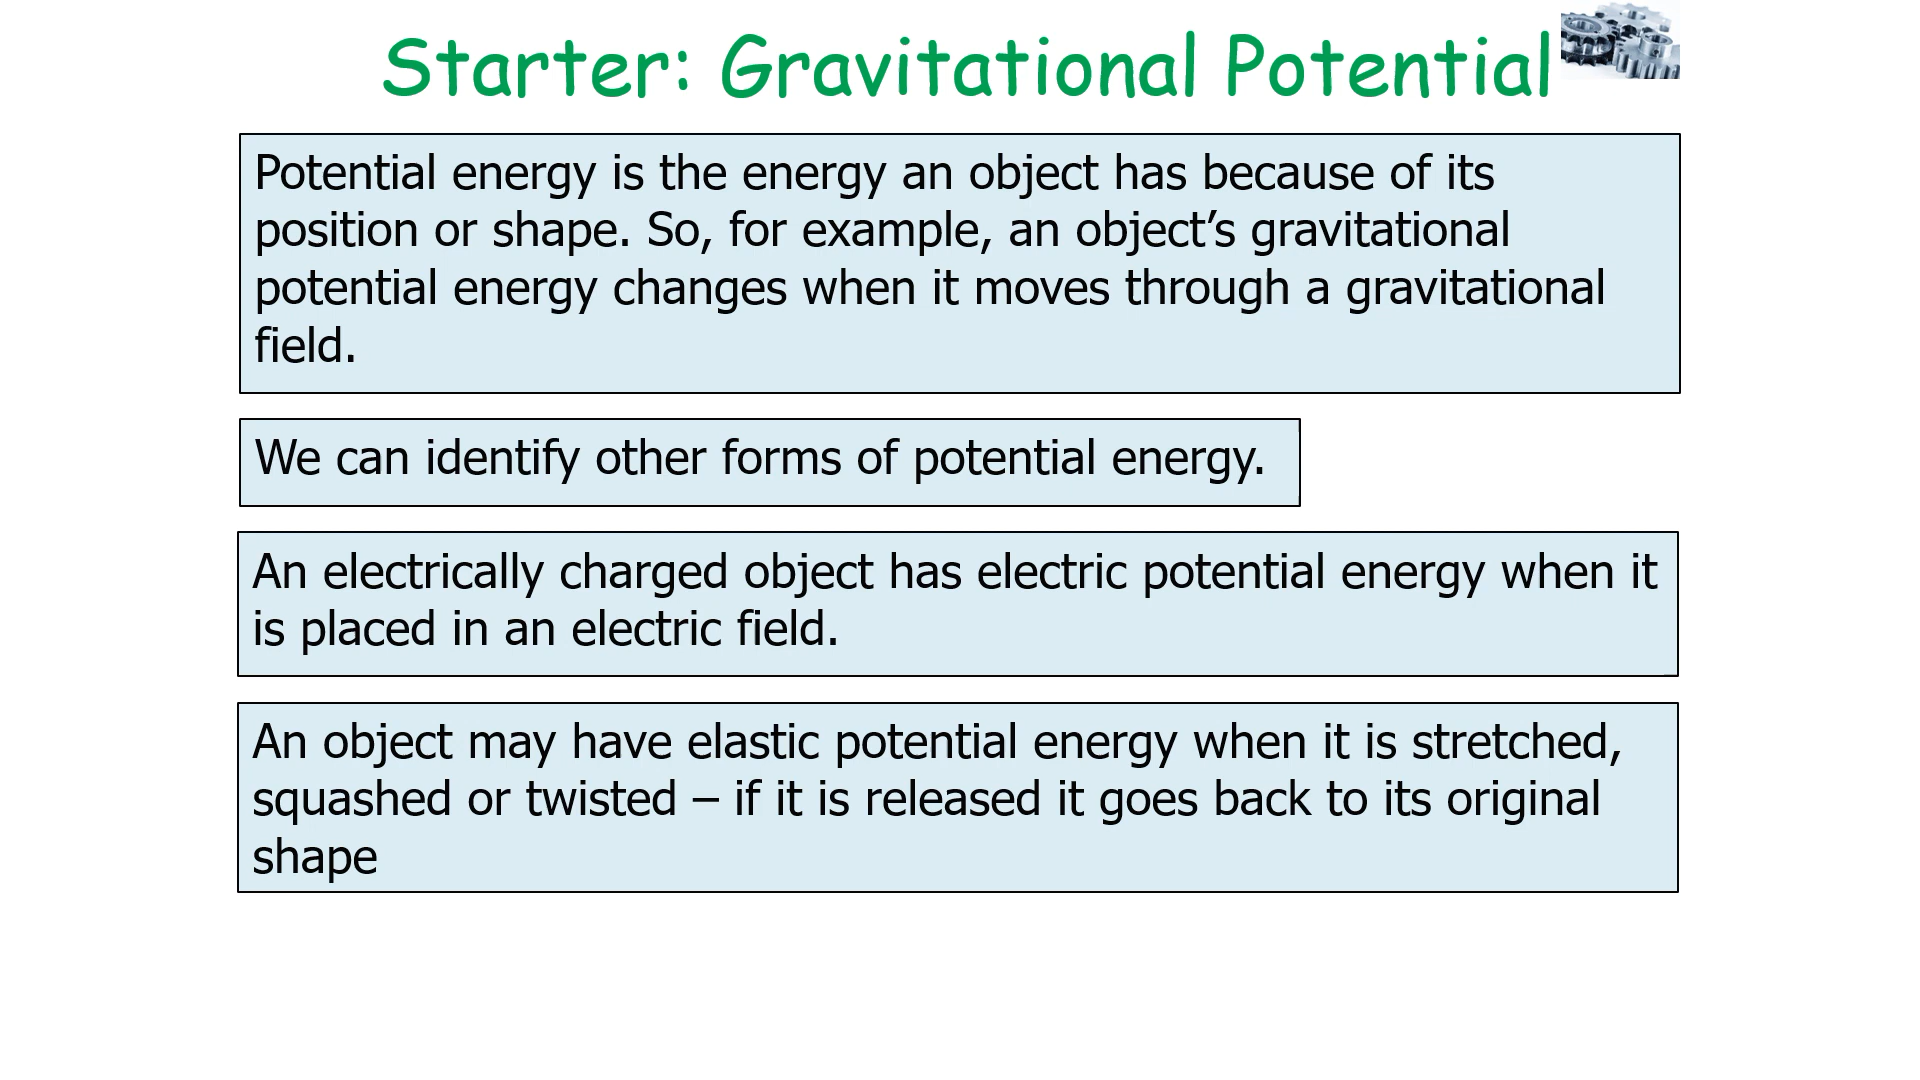 Starter: Gravitational Potential
Potential energy is the energy an object has because of its
position or shape. So, for example, an object’s gravitational
potential energy changes when it moves through a gravitational
field.
We can identify other forms of potential energy.
An electrically charged object has electric potential energy when it
is placed in an electric field.
An object may have elastic potential energy when it is stretched,
squashed or twisted – if it is released it goes back to its original
shape